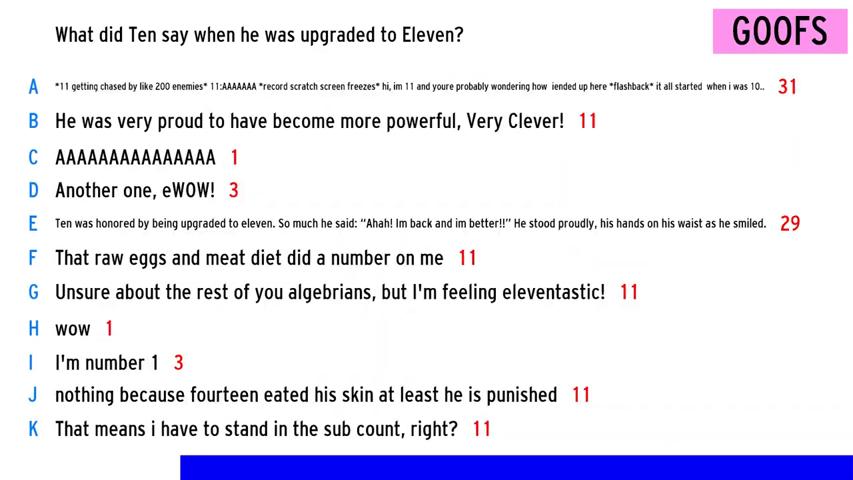 What did Ten say when he was upgraded to Eleven?
GOOFS
A *11 getting chased by like 200 enemies* 11:AAAAAAA *record scratch screen freezes* hi, im 11 and youre probably wondering how iended up here *flashback* it all started when i was 10.. 31
B He was very proud to have become more powerful, Very Clever! 11
C AAAAAAAAAAAAAAA 1
D Another one, eWOW! 3
E Ten was honored by being upgraded to eleven. So much he said: “Ahah! Im back and im better!!” He stood proudly, his hands on his waist as he smiled. 29
F That raw eggs and meat diet did a number on me 11
G Unsure about the rest of you algebrians, but I'm feeling eleventastic! 11
H wow 1
I I'm number 1 3
J nothing because fourteen eated his skin at least he is punished 11
K That means i have to stand in the sub count, right? 11